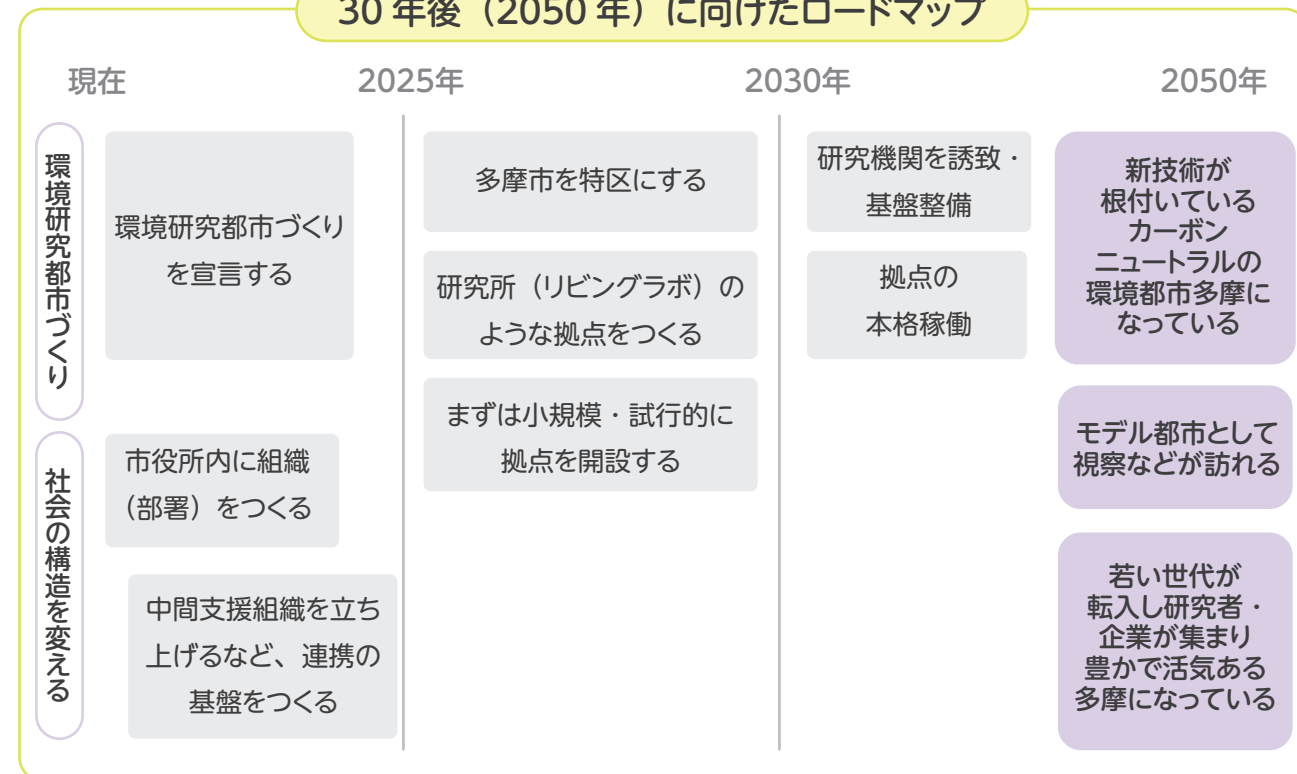 30 年後（2050 年）に向けたロードマップ
現在
2025年
2030年
2050年
環境研究都市づくり
環境研究都市づくり
を宣言する
多摩市を特区にする
研究所（リビングラボ）の
ような拠点をつくる
まずは小規模・試行的に
拠点を開設する
研究機関を誘致・
基盤整備
拠点の
本格稼働
新技術が
根付いている
カーボン
ニュートラルの
環境都市多摩に
なっている
社会の構造を変える
市役所内に組織
（部署）をつくる
中間支援組織を立ち
上げるなど、連携の
基盤をつくる
モデル都市として
視察などが訪れる
若い世代が
転入し研究者・
企業が集まり
豊かで活気ある
多摩になっている